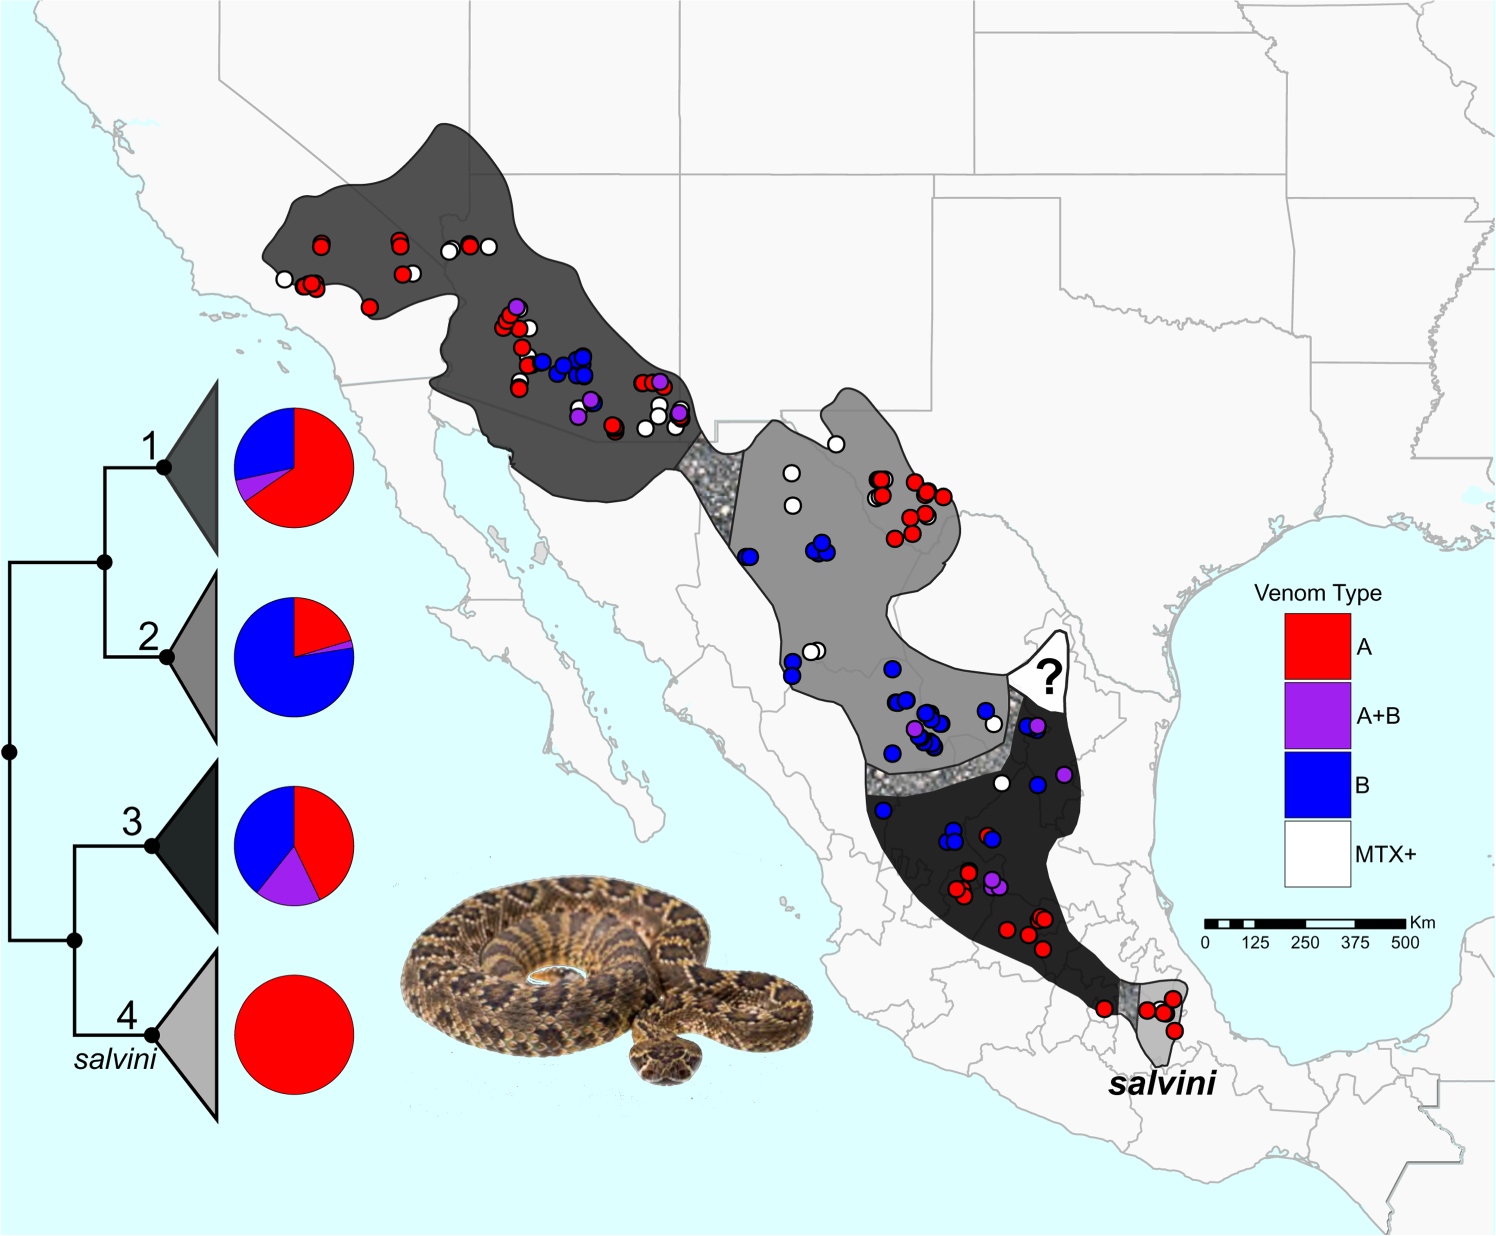 1
2
3
4
salvini
?
salvini
Venom Type
A
A+B
B
MTX+
Km
0 125 250 375 500